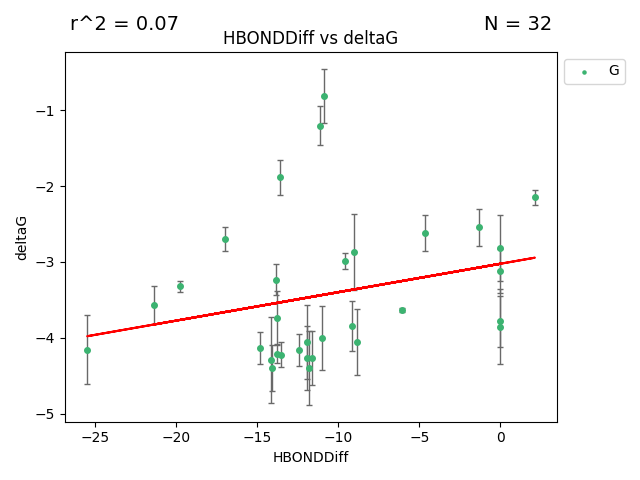 r^2 = 0.07
N = 32
HBONDDiff vs deltaG
G
−1
−2
−3
−4
−5
deltaG
−25
−20
−15
−10
−5
0
HBONDDiff